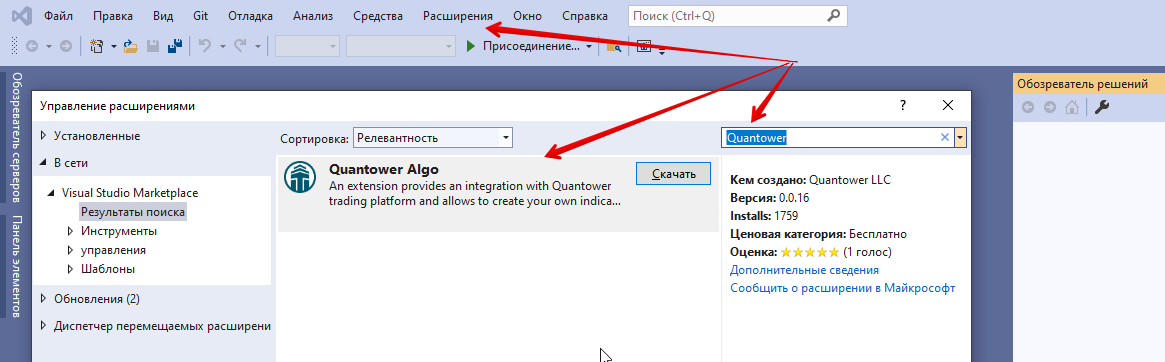 Файл Правка Вид Git Отладка Анализ Средства Расширения Окно Справка Поиск (Ctrl+Q)
Присоединение...
Обозреватель серверов
Панель элементов
Управление расширениями
Установленные
В сети
Visual Studio Marketplace
Результаты поиска
Инструменты
управления
Шаблоны
Обновления (2)
Диспетчер перемещаемых расширени
Сортировка: Релевантность
Quantower
Quantower Algo
An extension provides an integration with Quantower
trading platform and allows to create your own indica...
Скачать
Кем создано: Quantower LLC
Версия: 0.0.16
Installs: 1759
Ценовая категория: Бесплатно
Оценка: (1 голос)
Дополнительные сведения
Сообщить о расширении в Майкрософт
Обозреватель решений